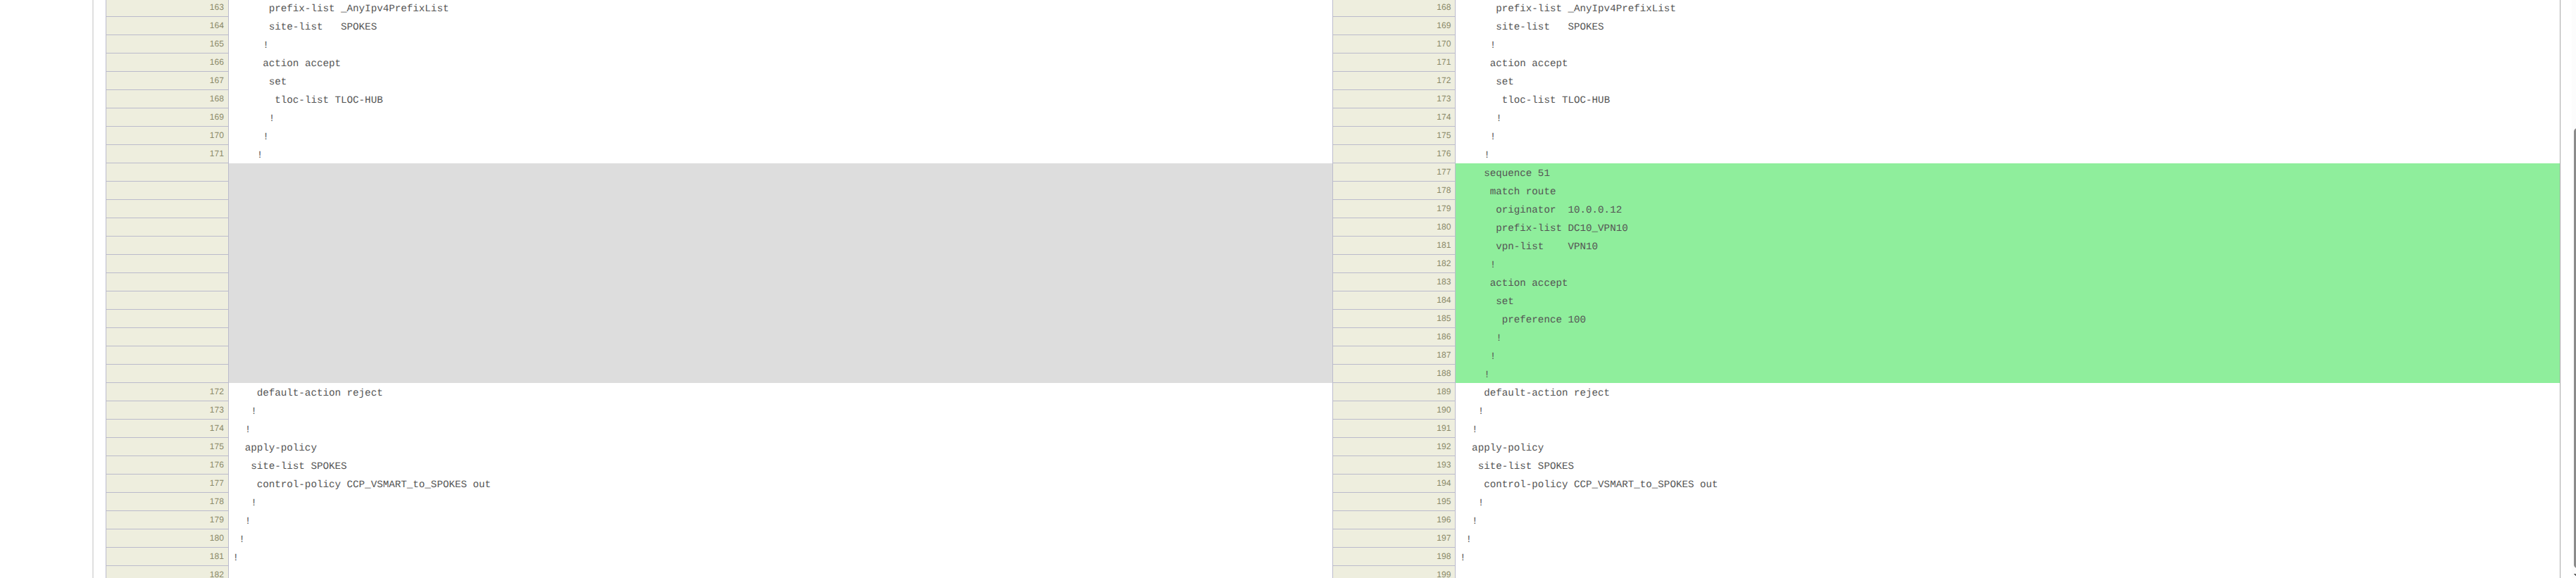 163 prefix-list _AnyIpv4PrefixList
164 site-list SPOKES
165 !
166 action accept
167 set
168 tloc-list TLOC-HUB
169 !
170 !
171 !
172 default-action reject
173 !
174 !
175 apply-policy
176 site-list SPOKES
177 control-policy CCP_VSMART_to_SPOKES out
178 !
179 !
180 !
181 !
182
168 prefix-list _AnyIpv4PrefixList
169 site-list SPOKES
170 !
171 action accept
172 set
173 tloc-list TLOC-HUB
174 !
175 !
176 !
177 sequence 51
178 match route
179 originator 10.0.0.12
180 prefix-list DC10_VPN10
181 vpn-list VPN10
182 !
183 action accept
184 set
185 preference 100
186 !
187 !
188 !
189 default-action reject
190 !
191 !
192 apply-policy
193 site-list SPOKES
194 control-policy CCP_VSMART_to_SPOKES out
195 !
196 !
197 !
198 !
199